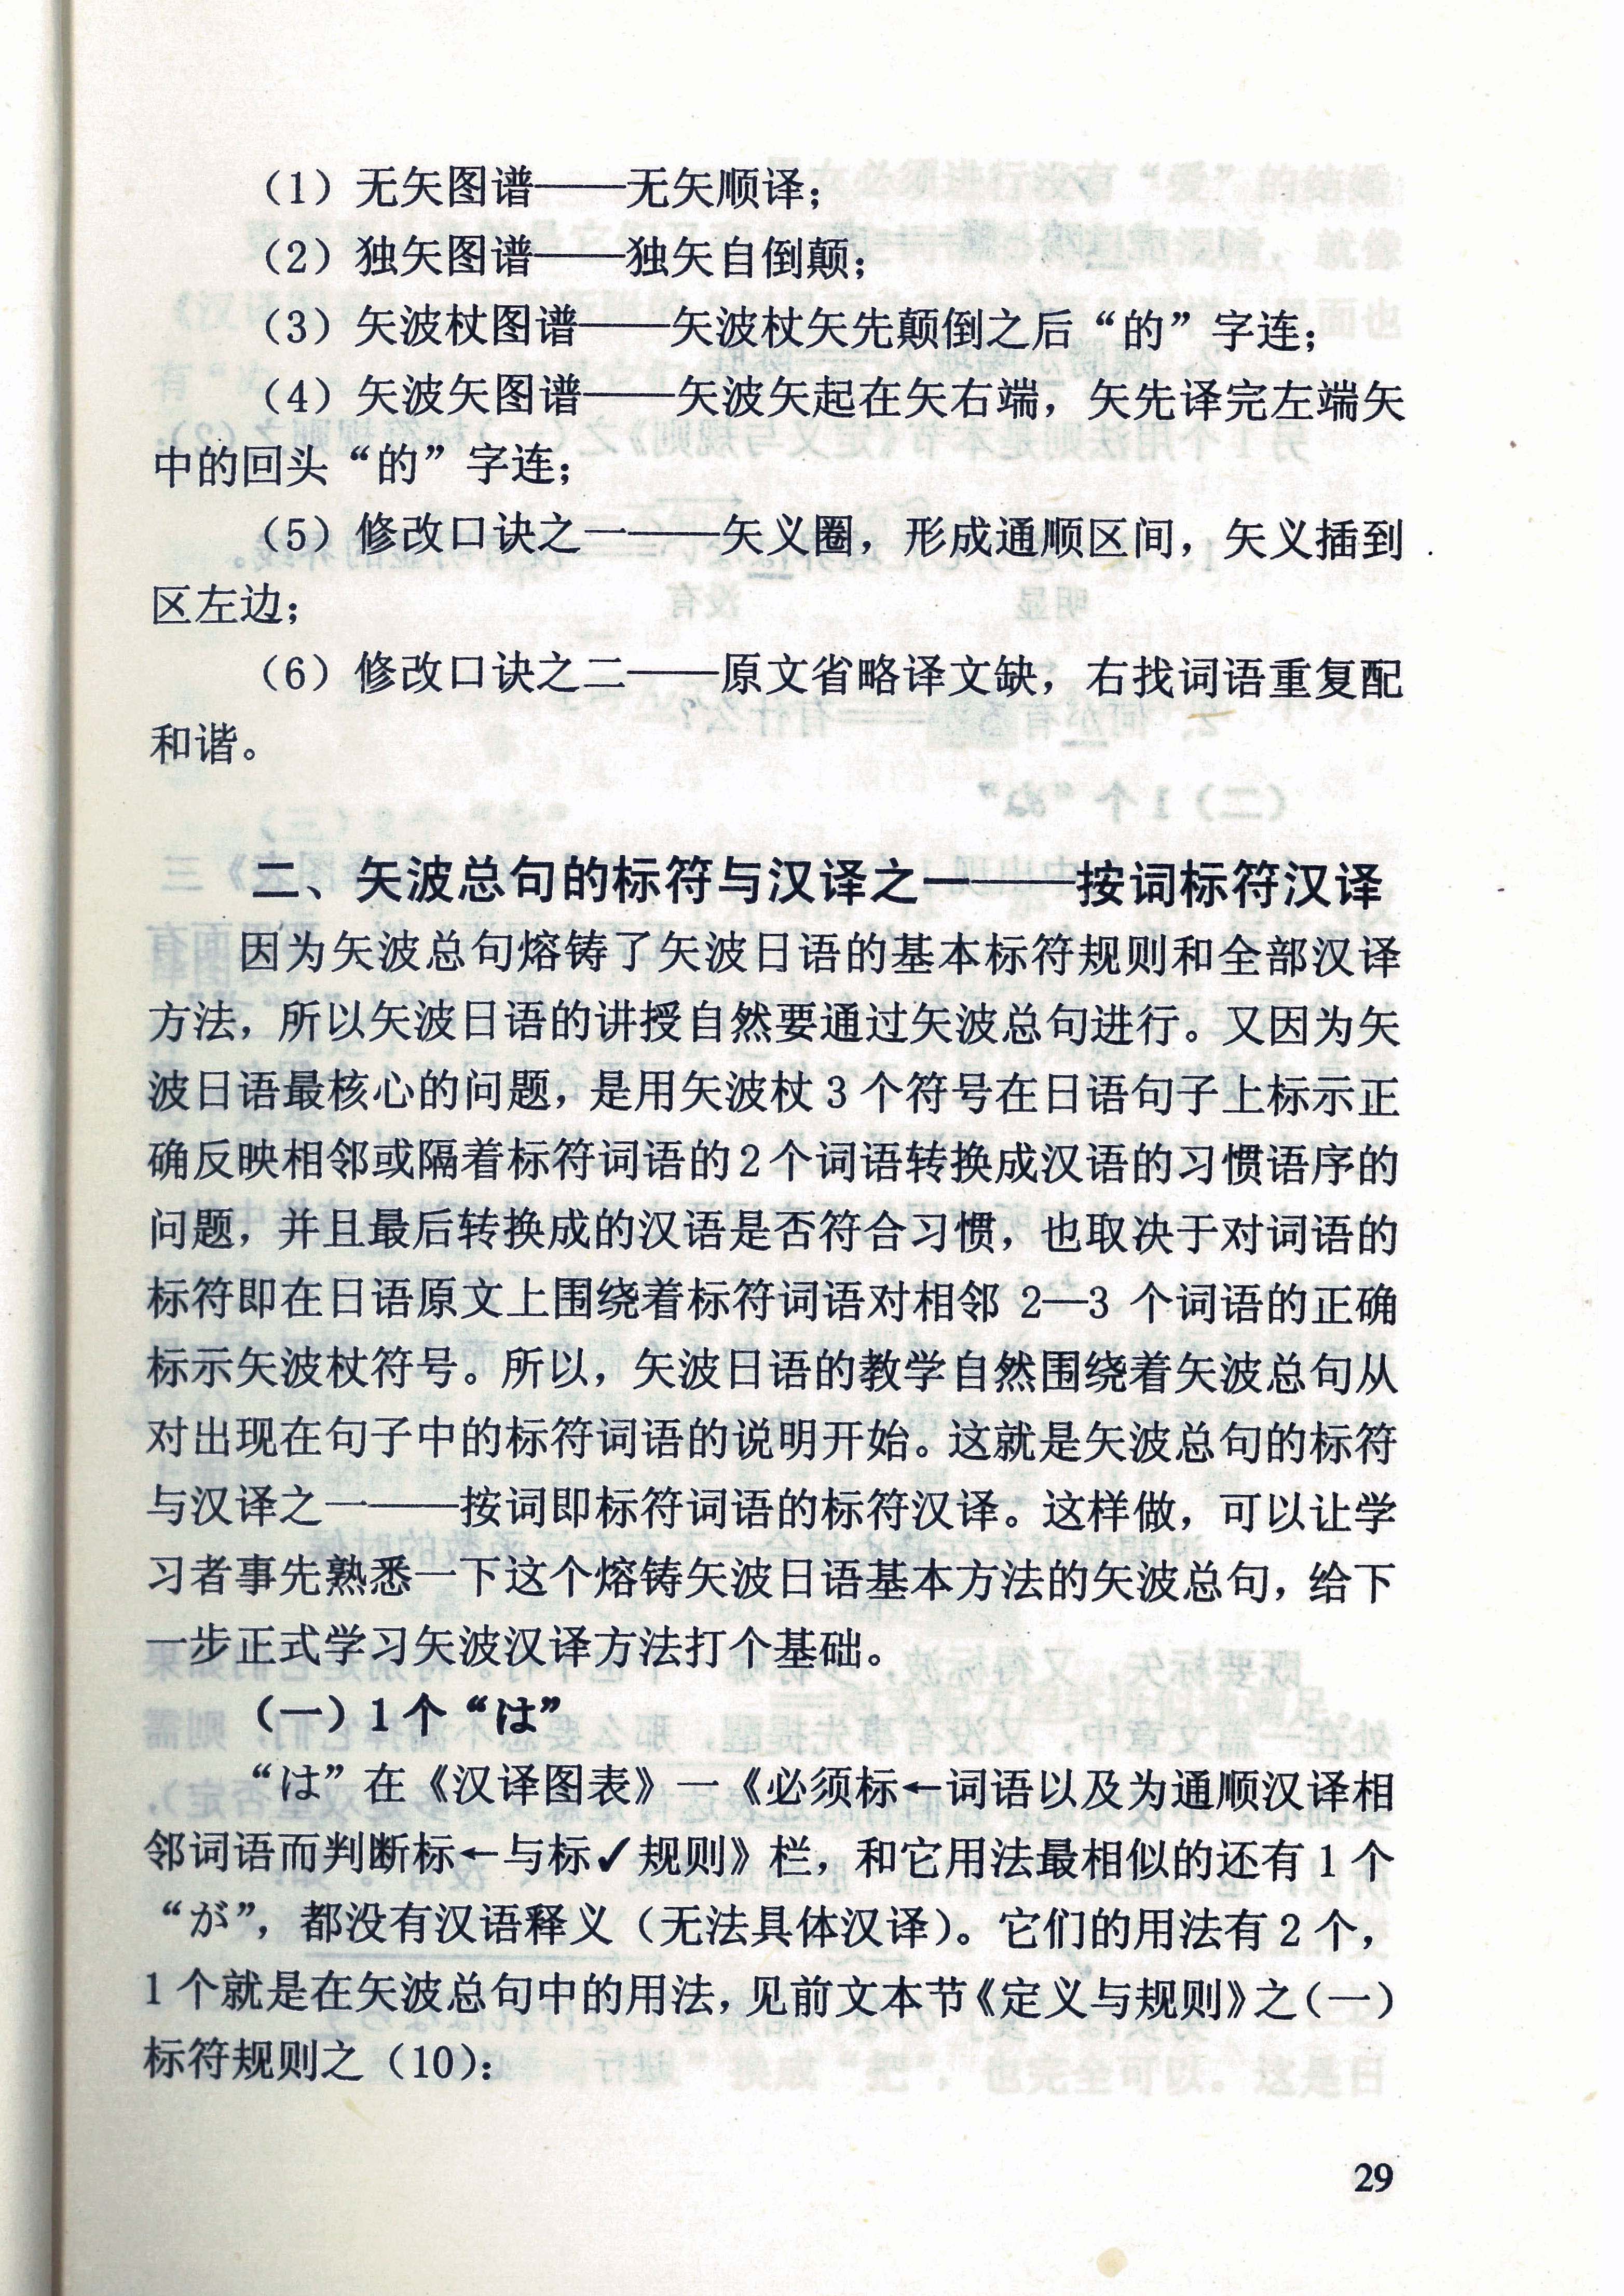 （1）无矢图谱——无矢顺译；
（2）独矢图谱——独矢自倒颠；
（3）矢波杖图谱——矢波杖矢先颠倒之后“的”字连；
（4）矢波矢图谱——矢波矢起在矢右端，矢先译完左端矢
中的回头“的”字连；
（5）修改口诀之一——矢义圈，形成通顺区间，矢义插到
区左边；
（6）修改口诀之二——原文省略译文缺，右找词语重复配
和谐。
二、矢波总句的标符与汉译之一——按词标符汉译
因为矢波总句熔铸了矢波日语的基本标符规则和全部汉译
方法，所以矢波日语的讲授自然要通过矢波总句进行。又因为矢
波日语最核心的问题，是用矢波杖3个符号在日语句子上标示正
确反映相邻或隔着标符词语的2个词语转换成汉语的习惯语序的
问题，并且最后转换成的汉语是否符合习惯，也取决于对词语的
标符即在日语原文上围绕着标符词语对相邻 2—3 个词语的正确
标示矢波杖符号。所以，矢波日语的教学自然围绕着矢波总句从
对出现在句子中的标符词语的说明开始。这就是矢波总句的标符
与汉译之一——按词即标符词语的标符汉译。这样做，可以让学
习者事先熟悉一下这个熔铸矢波日语基本方法的矢波总句，给下
一步正式学习矢波汉译方法打个基础。
（一）1个“は”
“は”在《汉译图表》一《必须标←词语以及为通顺汉译相
邻词语而判断标←与标✓规则》栏，和它用法最相似的还有1个
“が”，都没有汉语释义（无法具体汉译）。它们的用法有2个，
1个就是在矢波总句中的用法，见前文本节《定义与规则》之（一）
标符规则之（10）：
29